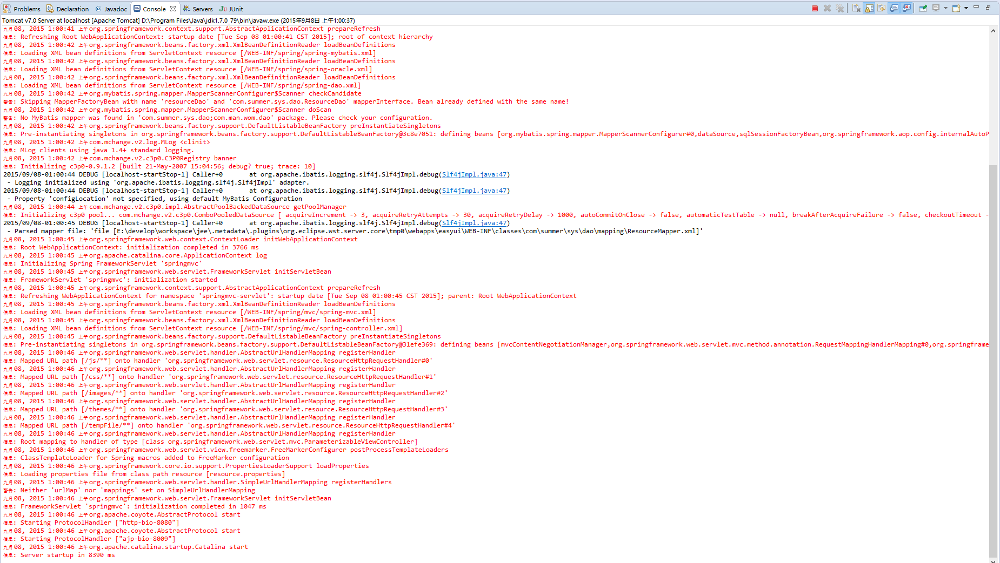 Problems Declaration Javadoc Console Servers JUnit
Tomcat v7.0 Server at localhost [Apache Tomcat] D:\Program Files\Java\jdk1.7.0_79\bin\javaw.exe (2015年9月8日 上午1:00:37)
九月 08, 2015 1:00:41 上午 org.springframework.context.support.AbstractApplicationContext prepareRefresh
信息: Refreshing Root WebApplicationContext: startup date [Tue Sep 08 01:00:41 CST 2015]; root of context hierarchy
九月 08, 2015 1:00:42 上午 org.springframework.beans.factory.xml.XmlBeanDefinitionReader loadBeanDefinitions
信息: Loading XML bean definitions from ServletContext resource [/WEB-INF/spring/spring-mybatis.xml]
九月 08, 2015 1:00:42 上午 org.springframework.beans.factory.xml.XmlBeanDefinitionReader loadBeanDefinitions
信息: Loading XML bean definitions from ServletContext resource [/WEB-INF/spring/spring-oracle.xml]
九月 08, 2015 1:00:42 上午 org.springframework.beans.factory.xml.XmlBeanDefinitionReader loadBeanDefinitions
信息: Loading XML bean definitions from ServletContext resource [/WEB-INF/spring/spring-dao.xml]
九月 08, 2015 1:00:42 上午 org.mybatis.spring.mapper.MapperScannerConfigurer$Scanner checkCandidate
警告: Skipping MapperFactoryBean with name 'resourceDao' and 'com.summer.sys.dao.ResourceDao' mapperInterface. Bean already defined with the same name!
九月 08, 2015 1:00:42 上午 org.mybatis.spring.mapper.MapperScannerConfigurer$Scanner doScan
警告: No MyBatis mapper was found in 'com.summer.sys.dao;com.man.wom.dao' package. Please check your configuration.
九月 08, 2015 1:00:42 上午 org.springframework.beans.factory.support.DefaultListableBeanFactory preInstantiateSingletons
信息: Pre-instantiating singletons in org.springframework.beans.factory.support.DefaultListableBeanFactory@3c8e7051: defining beans [org.mybatis.spring.mapper.MapperScannerConfigurer#0,dataSource,sqlSessionFactoryBean,org.springframework.aop.config.internalAutoP
九月 08, 2015 1:00:42 上午 com.mchange.v2.log.MLog <clinit>
信息: MLog clients using java 1.4+ standard logging.
九月 08, 2015 1:00:42 上午 com.mchange.v2.c3p0.C3P0Registry banner
信息: Initializing c3p0-0.9.1.2 [built 21-May-2007 15:04:56; debug? true; trace: 10]
2015/09/08-01:00:44 DEBUG [localhost-startStop-1] Caller+0 at org.apache.ibatis.logging.slf4j.Slf4jImpl.debug(Slf4jImpl.java:47)
- Logging initialized using 'org.apache.ibatis.logging.slf4j.Slf4jImpl' adapter.
2015/09/08-01:00:44 DEBUG [localhost-startStop-1] Caller+0 at org.apache.ibatis.logging.slf4j.Slf4jImpl.debug(Slf4jImpl.java:47)
- Property 'configLocation' not specified, using default MyBatis Configuration
九月 08, 2015 1:00:44 上午 com.mchange.v2.c3p0.impl.AbstractPoolBackedDataSource getPoolManager
信息: Initializing c3p0 pool... com.mchange.v2.c3p0.ComboPooledDataSource [ acquireIncrement -> 3, acquireRetryAttempts -> 30, acquireRetryDelay -> 1000, autoCommitOnClose -> false, automaticTestTable -> null, breakAfterAcquireFailure -> false, checkoutTimeout -
2015/09/08-01:00:45 DEBUG [localhost-startStop-1] Caller+0 at org.apache.ibatis.logging.slf4j.Slf4jImpl.debug(Slf4jImpl.java:47)
- Parsed mapper file: 'file [E:\develop\workspace\jee\.metadata\.plugins\org.eclipse.wst.server.core\tmp0\webapps\easyui\WEB-INF\classes\com\summer\sys\dao\mapping\ResourceMapper.xml]'
九月 08, 2015 1:00:45 上午 org.springframework.web.context.ContextLoader initWebApplicationContext
信息: Root WebApplicationContext: initialization completed in 3766 ms
九月 08, 2015 1:00:45 上午 org.apache.catalina.core.ApplicationContext log
信息: Initializing Spring FrameworkServlet 'springmvc'
九月 08, 2015 1:00:45 上午 org.springframework.web.servlet.FrameworkServlet initServletBean
信息: FrameworkServlet 'springmvc': initialization started
九月 08, 2015 1:00:45 上午 org.springframework.context.support.AbstractApplicationContext prepareRefresh
信息: Refreshing WebApplicationContext for namespace 'springmvc-servlet': startup date [Tue Sep 08 01:00:45 CST 2015]; parent: Root WebApplicationContext
九月 08, 2015 1:00:45 上午 org.springframework.beans.factory.xml.XmlBeanDefinitionReader loadBeanDefinitions
信息: Loading XML bean definitions from ServletContext resource [/WEB-INF/spring/mvc/spring-mvc.xml]
九月 08, 2015 1:00:45 上午 org.springframework.beans.factory.xml.XmlBeanDefinitionReader loadBeanDefinitions
信息: Loading XML bean definitions from ServletContext resource [/WEB-INF/spring/mvc/spring-controller.xml]
九月 08, 2015 1:00:45 上午 org.springframework.beans.factory.support.DefaultListableBeanFactory preInstantiateSingletons
信息: Pre-instantiating singletons in org.springframework.beans.factory.support.DefaultListableBeanFactory@31efe369: defining beans [mvcContentNegotiationManager,org.springframework.web.servlet.mvc.method.annotation.RequestMappingHandlerMapping#0,org.springframe
九月 08, 2015 1:00:46 上午 org.springframework.web.servlet.handler.AbstractUrlHandlerMapping registerHandler
信息: Mapped URL path [/js/**] onto handler 'org.springframework.web.servlet.resource.ResourceHttpRequestHandler#0'
九月 08, 2015 1:00:46 上午 org.springframework.web.servlet.handler.AbstractUrlHandlerMapping registerHandler
信息: Mapped URL path [/css/**] onto handler 'org.springframework.web.servlet.resource.ResourceHttpRequestHandler#1'
九月 08, 2015 1:00:46 上午 org.springframework.web.servlet.handler.AbstractUrlHandlerMapping registerHandler
信息: Mapped URL path [/images/**] onto handler 'org.springframework.web.servlet.resource.ResourceHttpRequestHandler#2'
九月 08, 2015 1:00:46 上午 org.springframework.web.servlet.handler.AbstractUrlHandlerMapping registerHandler
信息: Mapped URL path [/themes/**] onto handler 'org.springframework.web.servlet.resource.ResourceHttpRequestHandler#3'
九月 08, 2015 1:00:46 上午 org.springframework.web.servlet.handler.AbstractUrlHandlerMapping registerHandler
信息: Mapped URL path [/tempFile/**] onto handler 'org.springframework.web.servlet.resource.ResourceHttpRequestHandler#4'
九月 08, 2015 1:00:46 上午 org.springframework.web.servlet.handler.AbstractUrlHandlerMapping registerHandler
信息: Root mapping to handler of type [class org.springframework.web.servlet.mvc.ParameterizableViewController]
九月 08, 2015 1:00:46 上午 org.springframework.web.servlet.view.freemarker.FreeMarkerConfigurer postProcessTemplateLoaders
信息: ClassTemplateLoader for Spring macros added to FreeMarker configuration
九月 08, 2015 1:00:46 上午 org.springframework.core.io.support.PropertiesLoaderSupport loadProperties
信息: Loading properties file from class path resource [resource.properties]
九月 08, 2015 1:00:46 上午 org.springframework.web.servlet.handler.SimpleUrlHandlerMapping registerHandlers
警告: Neither 'urlMap' nor 'mappings' set on SimpleUrlHandlerMapping
九月 08, 2015 1:00:46 上午 org.springframework.web.servlet.FrameworkServlet initServletBean
信息: FrameworkServlet 'springmvc': initialization completed in 1047 ms
九月 08, 2015 1:00:46 上午 org.apache.coyote.AbstractProtocol start
信息: Starting ProtocolHandler ["http-bio-8080"]
九月 08, 2015 1:00:46 上午 org.apache.coyote.AbstractProtocol start
信息: Starting ProtocolHandler ["ajp-bio-8009"]
九月 08, 2015 1:00:46 上午 org.apache.catalina.startup.Catalina start
信息: Server startup in 8390 ms